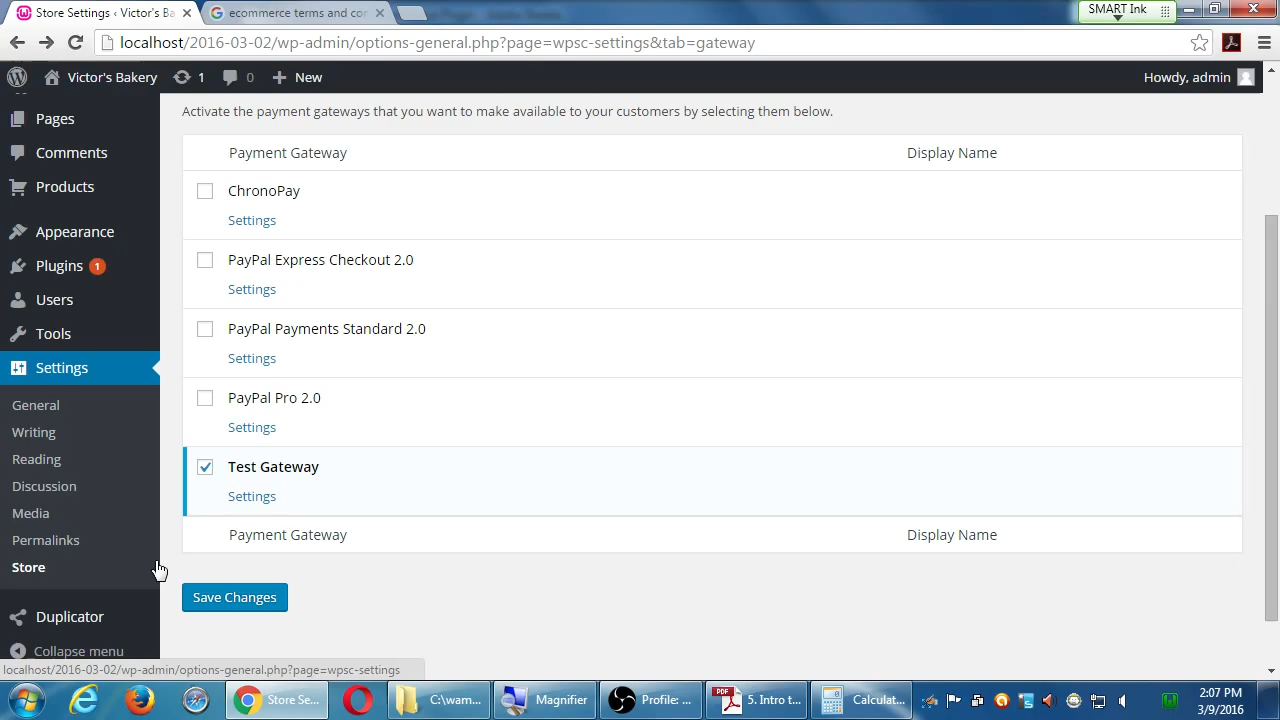 Store Settings ‹ Victor's Ba
ecommerce terms and con
SMART Ink
localhost/2016-03-02/wp-admin/options-general.php?page=wpsc-settings&tab=gateway
Victor's Bakery
1
0
New
Howdy, admin
Pages
Comments
Products
Appearance
Plugins 1
Users
Tools
Settings
General
Writing
Reading
Discussion
Media
Permalinks
Store
Duplicator
Collapse menu
Activate the payment gateways that you want to make available to your customers by selecting them below.
Payment Gateway
Display Name
ChronoPay
Settings
PayPal Express Checkout 2.0
Settings
PayPal Payments Standard 2.0
Settings
PayPal Pro 2.0
Settings
Test Gateway
Settings
Payment Gateway
Display Name
Save Changes
localhost/2016-03-02/wp-admin/options-general.php?page=wpsc-settings
Store Se...
C:\wam...
Magnifier
Profile: ...
PDF
5. Intro t...
Calculat...
2:07 PM
3/9/2016